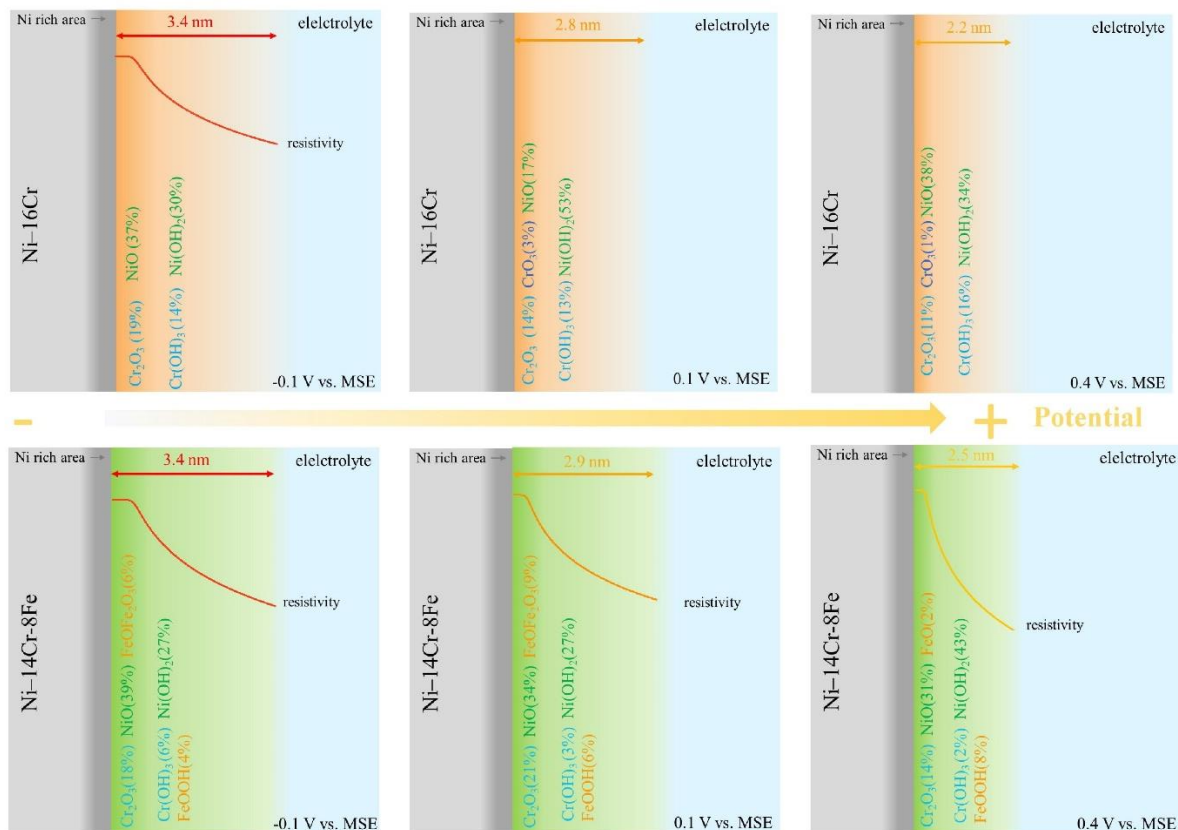 Ni rich area →
3.4 nm
elelctrolyte
resistivity
Ni–16Cr
Cr₂O₃ (19%) NiO (37%)
Cr(OH)₃ (14%) Ni(OH)₂ (30%)
-0.1 V vs. MSE
Ni rich area →
2.8 nm
elelctrolyte
Ni–16Cr
Cr₂O₃ (14%) CrO₃(3%) NiO(17%)
Cr(OH)₃ (13%) Ni(OH)₂(53%)
0.1 V vs. MSE
Ni rich area →
2.2 nm
elelctrolyte
Ni–16Cr
Cr₂O₃(11%) CrO₃(1%) NiO(38%)
Cr(OH)₃ (16%) Ni(OH)₂(34%)
0.4 V vs. MSE
- + Potential
Ni rich area →
3.4 nm
elelctrolyte
resistivity
Ni–14Cr-8Fe
Cr₂O₃(18%) NiO(39%) FeOFe₂O₃(6%)
Cr(OH)₃(6%) Ni(OH)₂(27%)
FeOOH(4%)
-0.1 V vs. MSE
Ni rich area →
2.9 nm
elelctrolyte
resistivity
Ni–14Cr-8Fe
Cr₂O₃(21%) NiO(34%) FeOFe₂O₃(9%)
Cr(OH)₃(3%) Ni(OH)₂(27%)
FeOOH(6%)
0.1 V vs. MSE
Ni rich area →
2.5 nm
elelctrolyte
resistivity
Ni–14Cr-8Fe
Cr₂O₃(14%) NiO(31%) FeO(2%)
Cr(OH)₃(2%) Ni(OH)₂(43%)
FeOOH(8%)
0.4 V vs. MSE